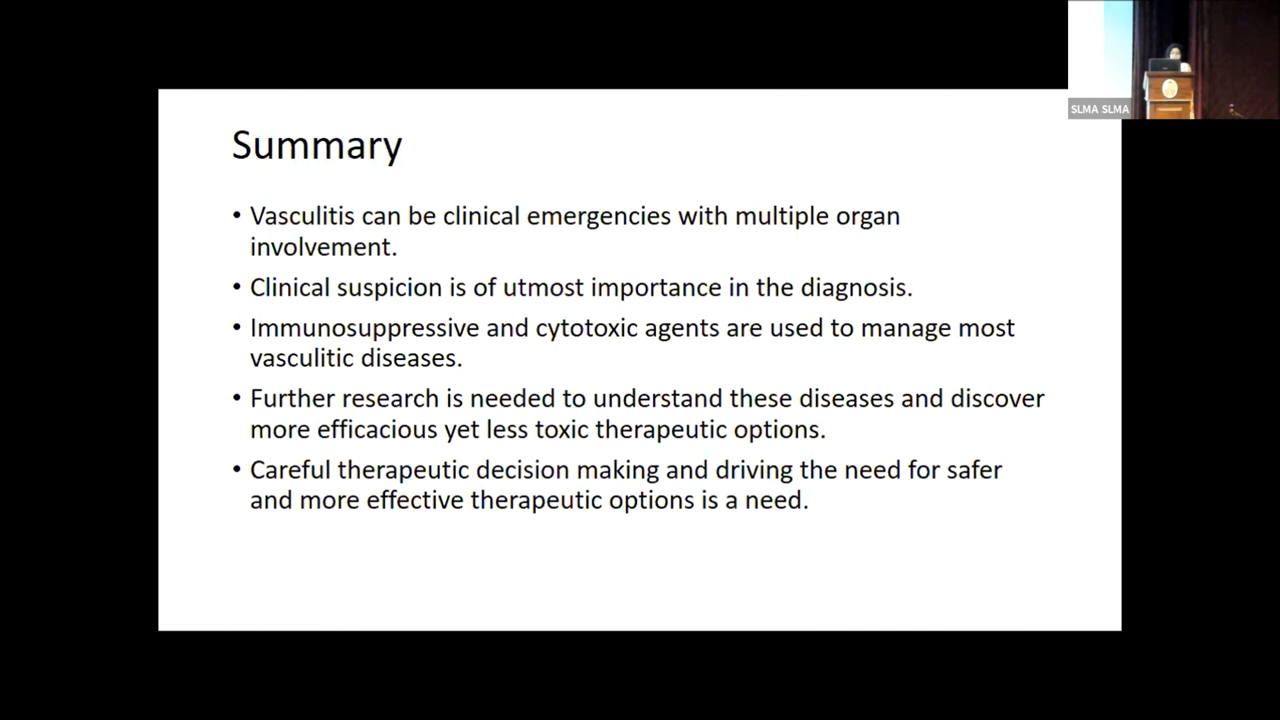 SLMA SLMA
Summary
• Vasculitis can be clinical emergencies with multiple organ
involvement.
• Clinical suspicion is of utmost importance in the diagnosis.
• Immunosuppressive and cytotoxic agents are used to manage most
vasculitic diseases.
• Further research is needed to understand these diseases and discover
more efficacious yet less toxic therapeutic options.
• Careful therapeutic decision making and driving the need for safer
and more effective therapeutic options is a need.